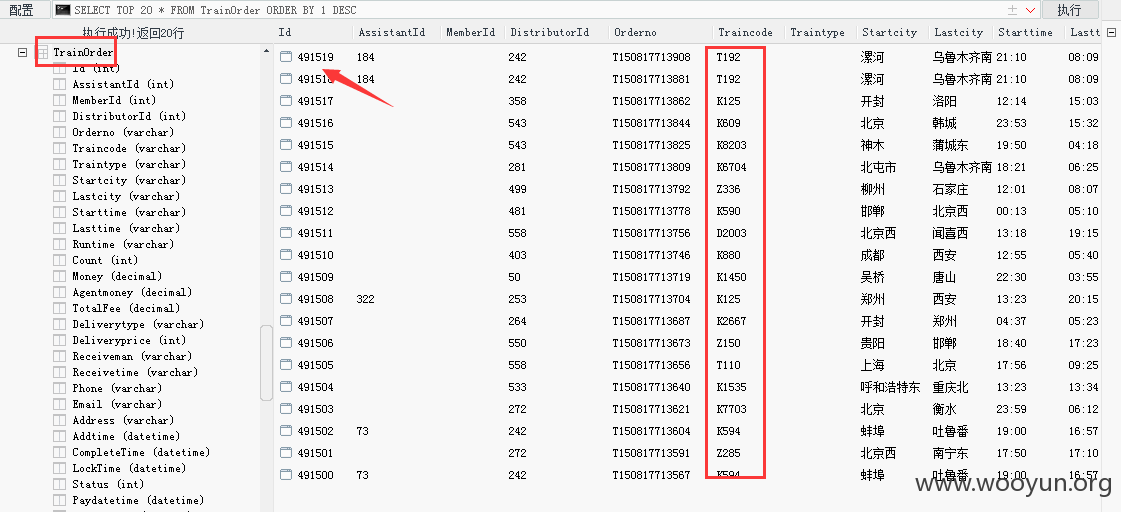 配置 SELECT TOP 20 * FROM TrainOrder ORDER BY 1 DESC 执行
执行成功!返回20行
TrainOrder
Id (int)
AssistantId (int)
MemberId (int)
DistributorId (int)
Orderno (varchar)
Traincode (varchar)
Traintype (varchar)
Startcity (varchar)
Lastcity (varchar)
Starttime (varchar)
Lasttime (varchar)
Runtime (varchar)
Count (int)
Money (decimal)
Agentmoney (decimal)
TotalFee (decimal)
Deliverytype (varchar)
Deliveryprice (int)
Receiveman (varchar)
Receivetime (varchar)
Phone (varchar)
Email (varchar)
Address (varchar)
Addtime (datetime)
CompleteTime (datetime)
LockTime (datetime)
Status (int)
Paydatetime (datetime)
Id AssistantId MemberId DistributorId Orderno Traincode Traintype Startcity Lastcity Starttime Lastt
491519 184 242 T150817713908 T192 漯河 乌鲁木齐南 21:10 08:09
491518 184 242 T150817713881 T192 漯河 乌鲁木齐南 21:10 08:09
491517 358 T150817713862 K125 开封 洛阳 12:14 15:03
491516 543 T150817713844 K609 北京 韩城 23:53 15:32
491515 543 T150817713825 K8203 神木 蒲城东 19:50 04:18
491514 281 T150817713809 K6704 北屯市 乌鲁木齐南 18:21 06:25
491513 499 T150817713792 Z336 柳州 石家庄 12:01 08:07
491512 481 T150817713778 K590 邯郸 北京西 00:13 05:10
491511 558 T150817713756 D2003 北京西 闻喜西 13:18 19:15
491510 403 T150817713746 K880 成都 西安 12:55 05:40
491509 50 T150817713719 K1450 吴桥 唐山 22:30 03:55
491508 322 253 T150817713704 K125 郑州 西安 13:23 20:15
491507 264 T150817713687 K2667 开封 郑州 04:37 05:23
491506 550 T150817713673 Z150 贵阳 邯郸 18:40 17:23
491505 558 T150817713656 T110 上海 北京 17:56 09:25
491504 533 T150817713640 K1535 呼和浩特东 重庆北 13:23 13:34
491503 272 T150817713621 K7703 北京 衡水 23:59 06:12
491502 73 242 T150817713604 K594 蚌埠 吐鲁番 19:00 16:57
491501 272 T150817713591 Z285 北京西 南宁东 17:50 17:10
491500 73 242 T150817713567 K594 蚌埠 吐鲁番 19:00 16:57
www.wooyun.org